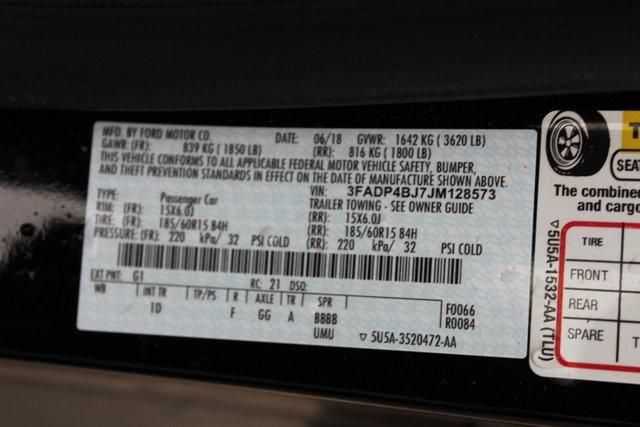 MFD. BY FORD MOTOR CO.
DATE: 06/18 GVWR: 1642 KG ( 3620 LB)
GAWR: (FR): 839 KG ( 1850 LB) (RR): 816 KG ( 1800 LB)
THIS VEHICLE CONFORMS TO ALL APPLICABLE FEDERAL MOTOR VEHICLE SAFETY, BUMPER,
AND THEFT PREVENTION STANDARDS IN EFFECT ON THE DATE OF MANUFACTURE SHOWN ABOVE.
VIN: 3FADP4BJ7JM128573
TYPE: Passenger Car TRAILER TOWING - SEE OWNER GUIDE
RIM: (FR): 15X6.0J (RR): 15X6.0J
TIRE: (FR): 185/60R15 84H (RR): 185/60R15 84H
PRESSURE: (FR): 220 kPa/ 32 PSI COLD (RR): 220 kPa/ 32 PSI COLD
EXT PNT: G1 RC: 21 DSO:
WB INT TR TP/PS R AXLE TR SPR F0066
1D F GG A BBBB R0084
UMU ▽ 5U5A-3520472-AA
▽5U5A-1532-AA (TLU)
T
SEAT
The combine
and cargo
TIRE
FRONT
REAR
SPARE T